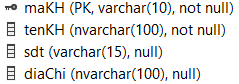 maKH (PK, varchar(10), not null)
tenKH (nvarchar(100), not null)
sdt (varchar(15), null)
diaChi (nvarchar(100), null)